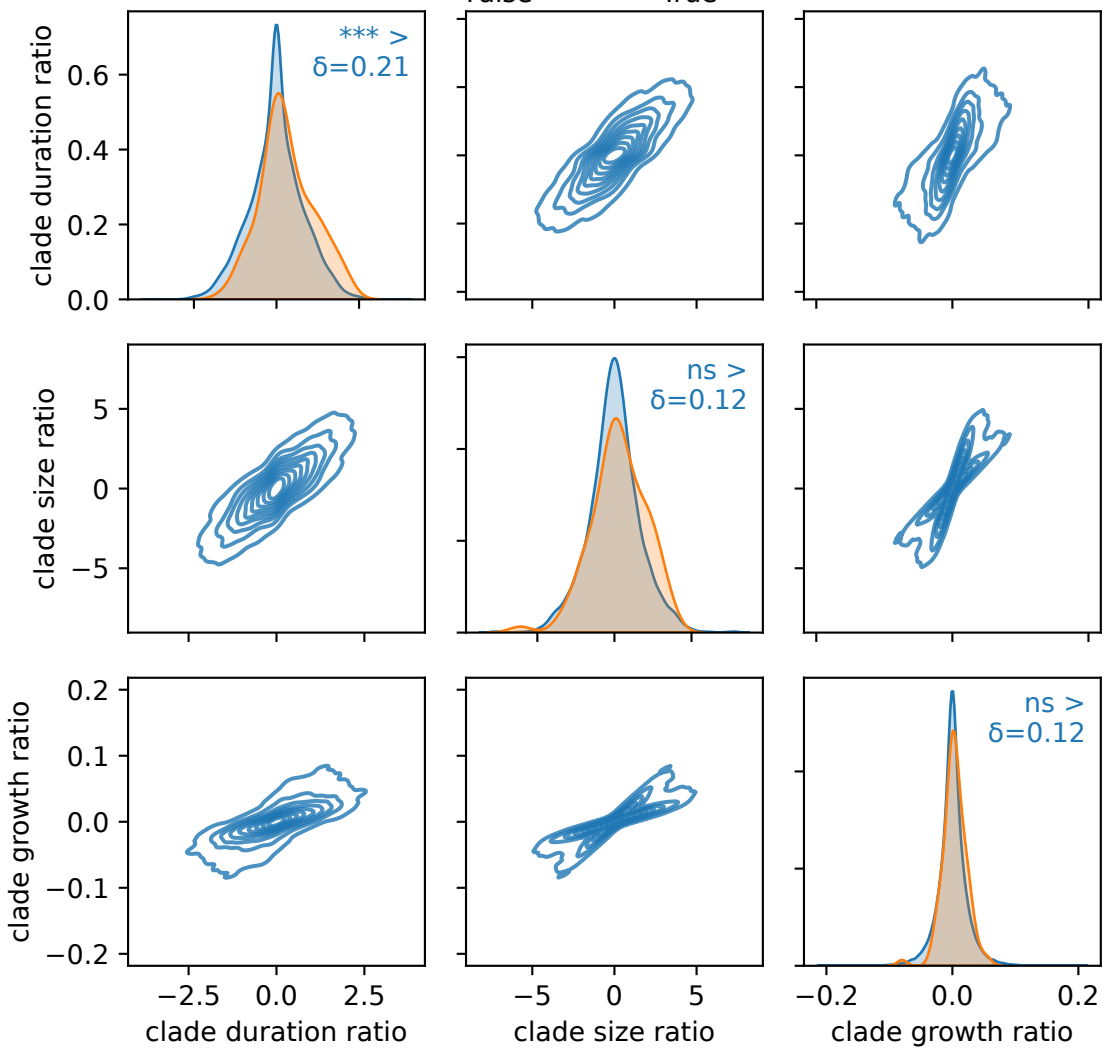 False True
clade duration ratio
0.6
0.4
0.2
0.0
*** >
δ=0.21
clade size ratio
5
0
−5
ns >
δ=0.12
clade growth ratio
0.2
0.1
0.0
−0.1
−0.2
ns >
δ=0.12
−2.5 0.0 2.5
−5 0 5
−0.2 0.0 0.2
clade duration ratio
clade size ratio
clade growth ratio